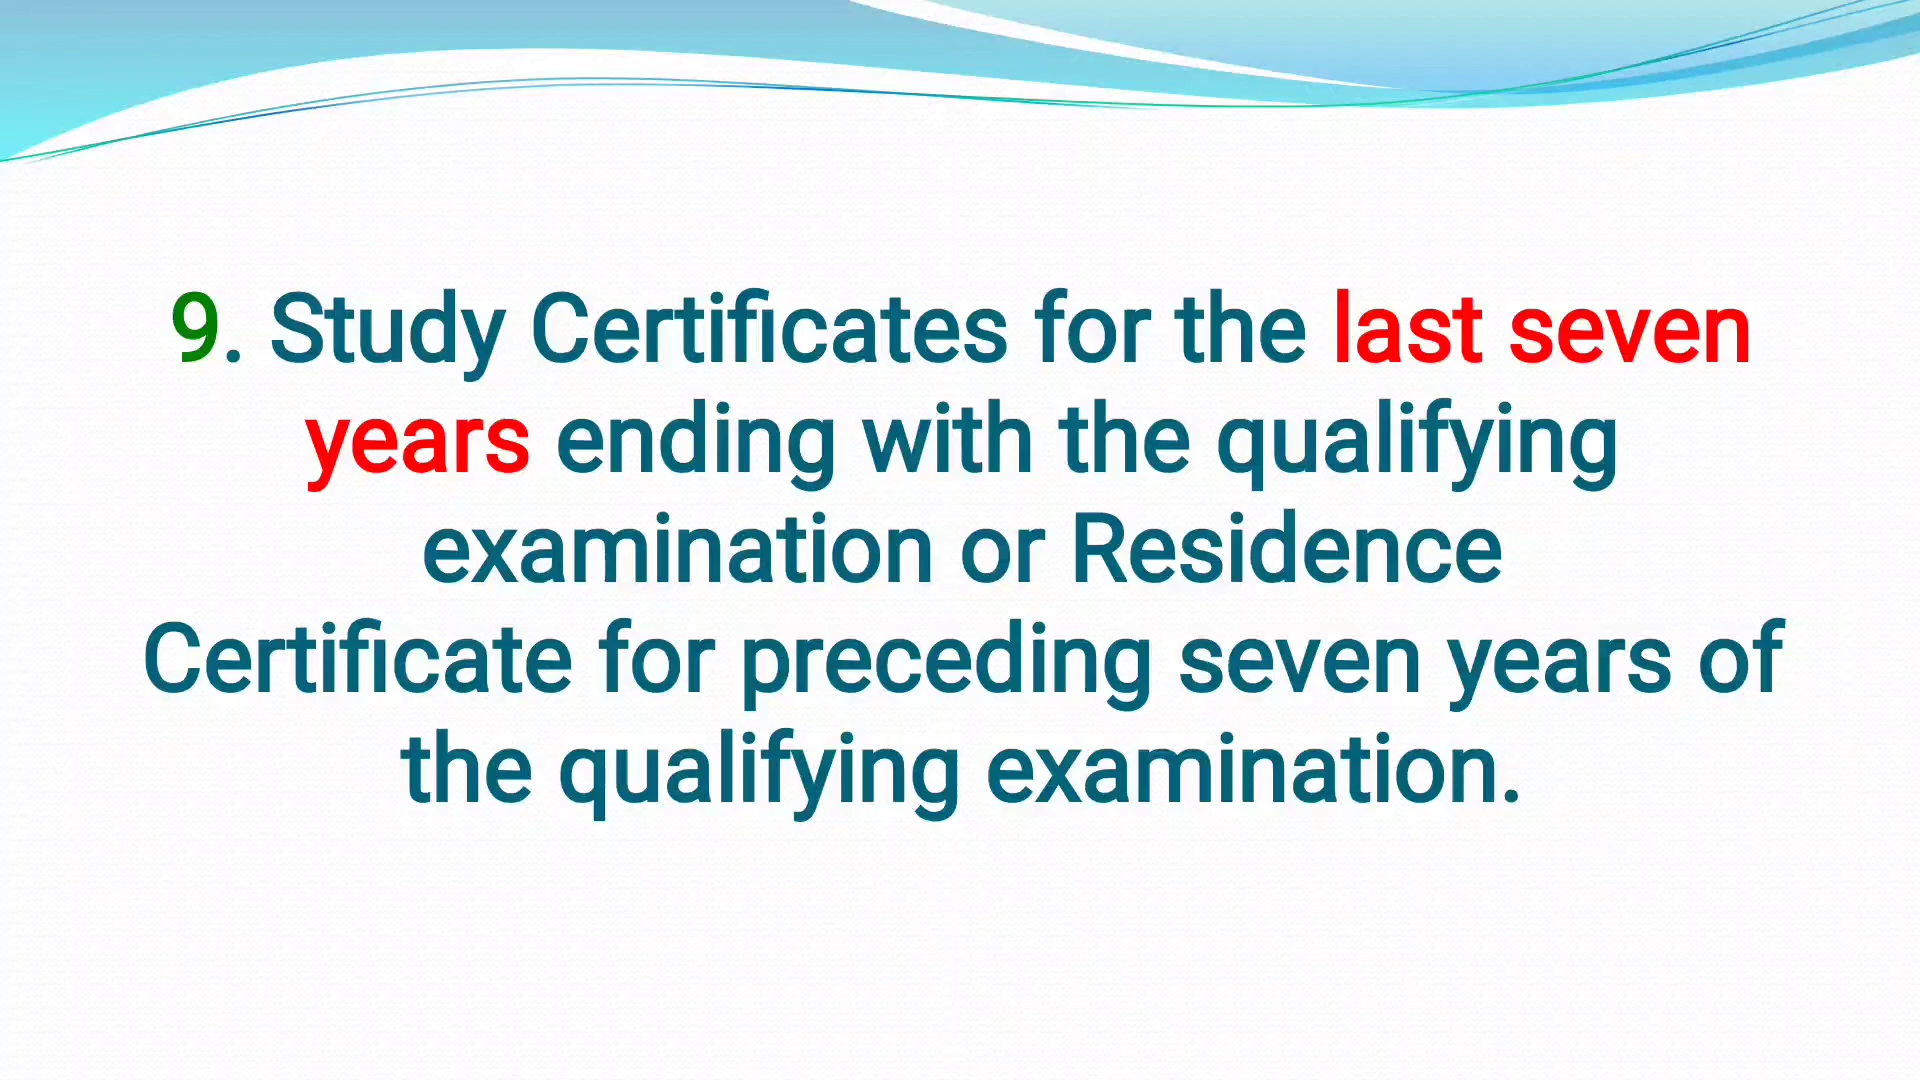 9. Study Certificates for the last seven
years ending with the qualifying
examination or Residence
Certificate for preceding seven years of
the qualifying examination.